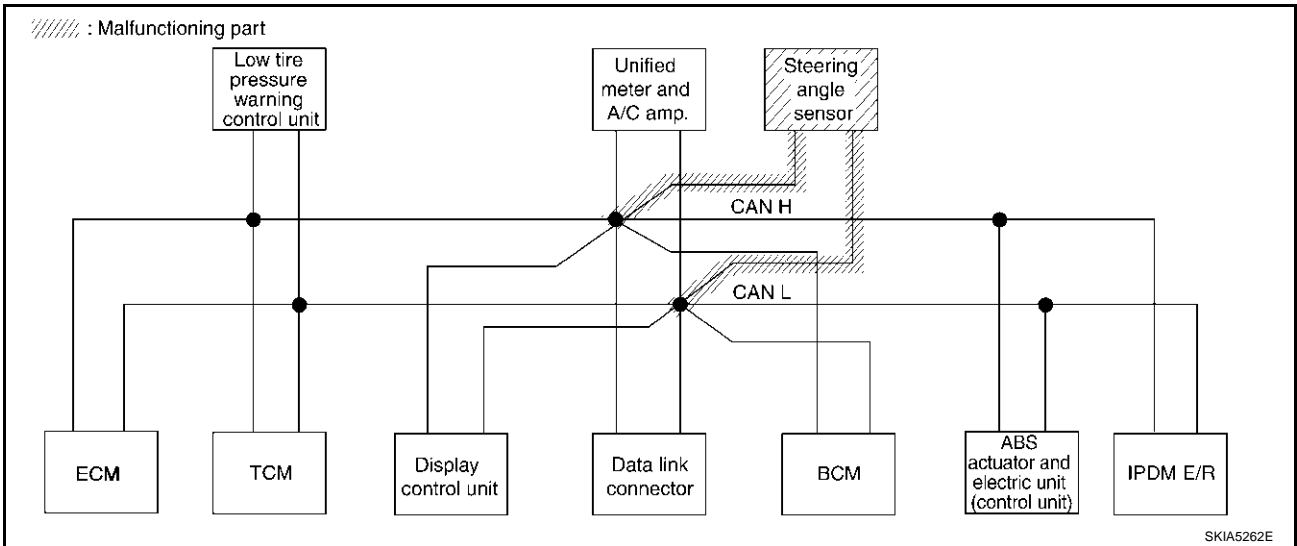 : Malfunctioning part
Low tire
pressure
warning
control unit
Unified
meter and
A/C amp.
Steering
angle
sensor
CAN H
CAN L
ECM
TCM
Display
control unit
Data link
connector
BCM
ABS
actuator and
electric unit
(control unit)
IPDM E/R
SKIA5262E